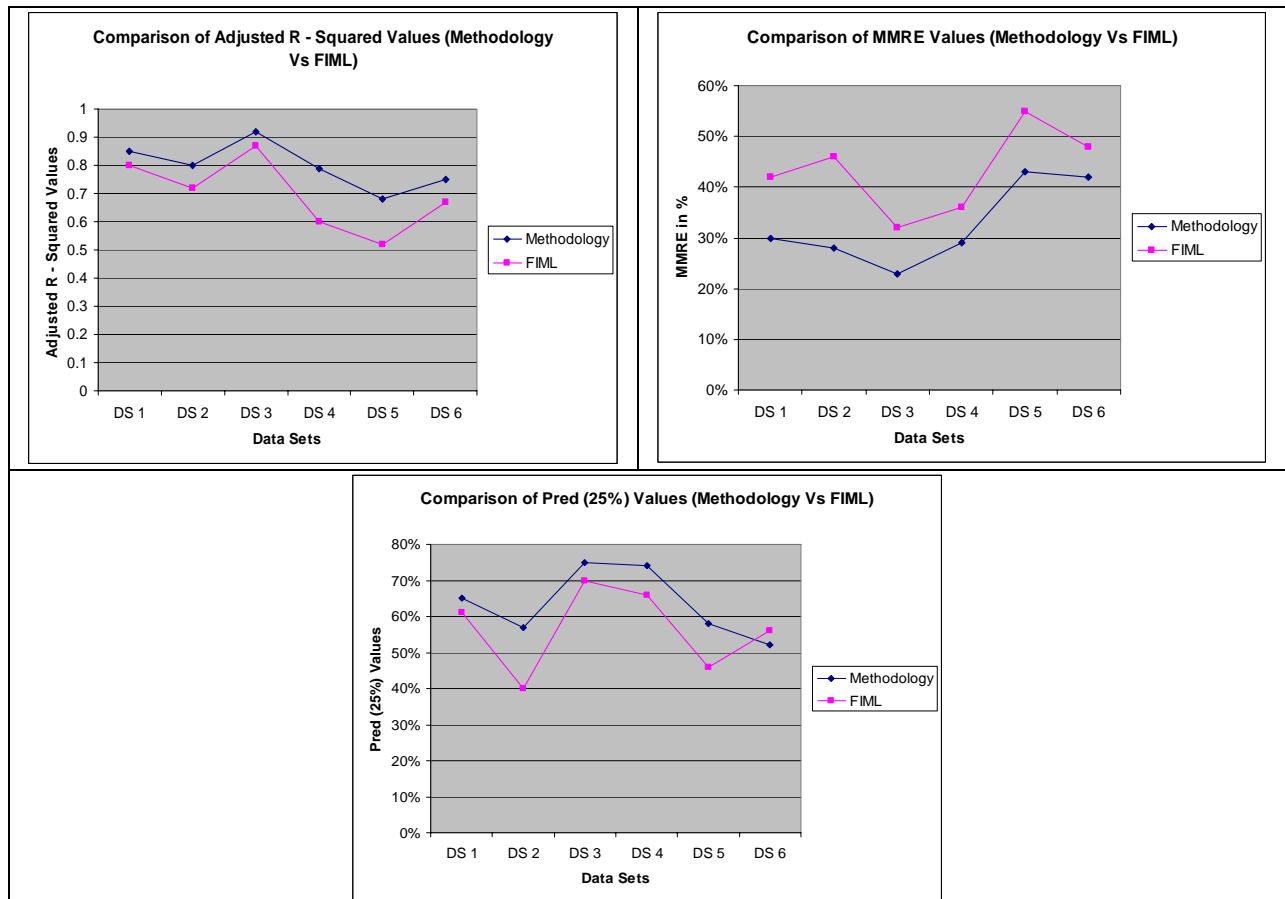 Comparison of Adjusted R - Squared Values (Methodology
Vs FIML)
1
0.9
0.8
0.7
0.6
0.5
0.4
0.3
0.2
0.1
0
Adjusted R - Squared Values
DS 1 DS 2 DS 3 DS 4 DS 5 DS 6
Data Sets
Methodology
FIML
Comparison of MMRE Values (Methodology Vs FIML)
60%
50%
40%
30%
20%
10%
0%
MMRE in %
DS 1 DS 2 DS 3 DS 4 DS 5 DS 6
Data Sets
Methodology
FIML
Comparison of Pred (25%) Values (Methodology Vs FIML)
80%
70%
60%
50%
40%
30%
20%
10%
0%
Pred (25%) Values
DS 1 DS 2 DS 3 DS 4 DS 5 DS 6
Data Sets
Methodology
FIML